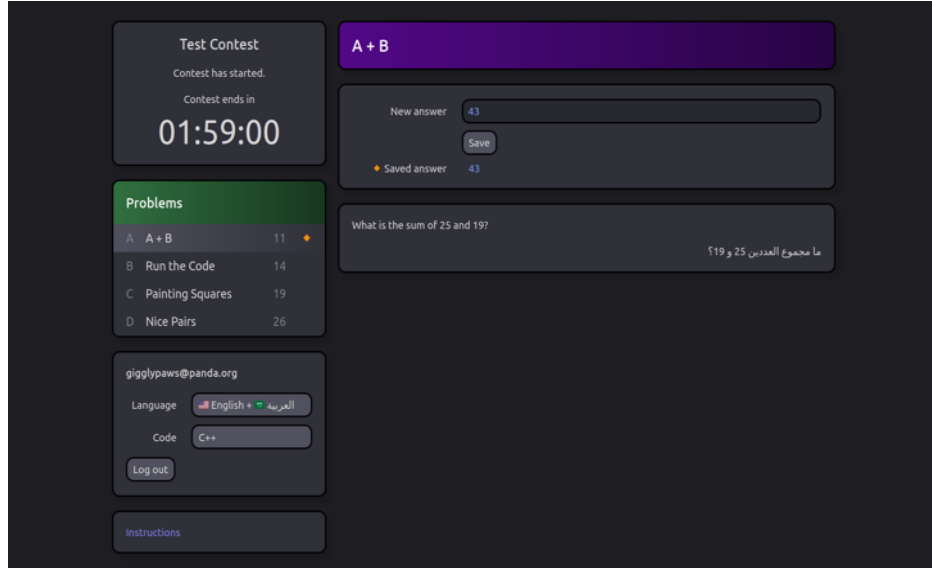 Test Contest
Contest has started.
Contest ends in
01:59:00
Problems
A A + B 11
B Run the Code 14
C Painting Squares 19
D Nice Pairs 26
gigglypaws@panda.org
Language English + العربية
Code C++
Log out
Instructions
A + B
New answer 43
Save
Saved answer 43
What is the sum of 25 and 19?
ما مجموع العددين 25 و 19؟